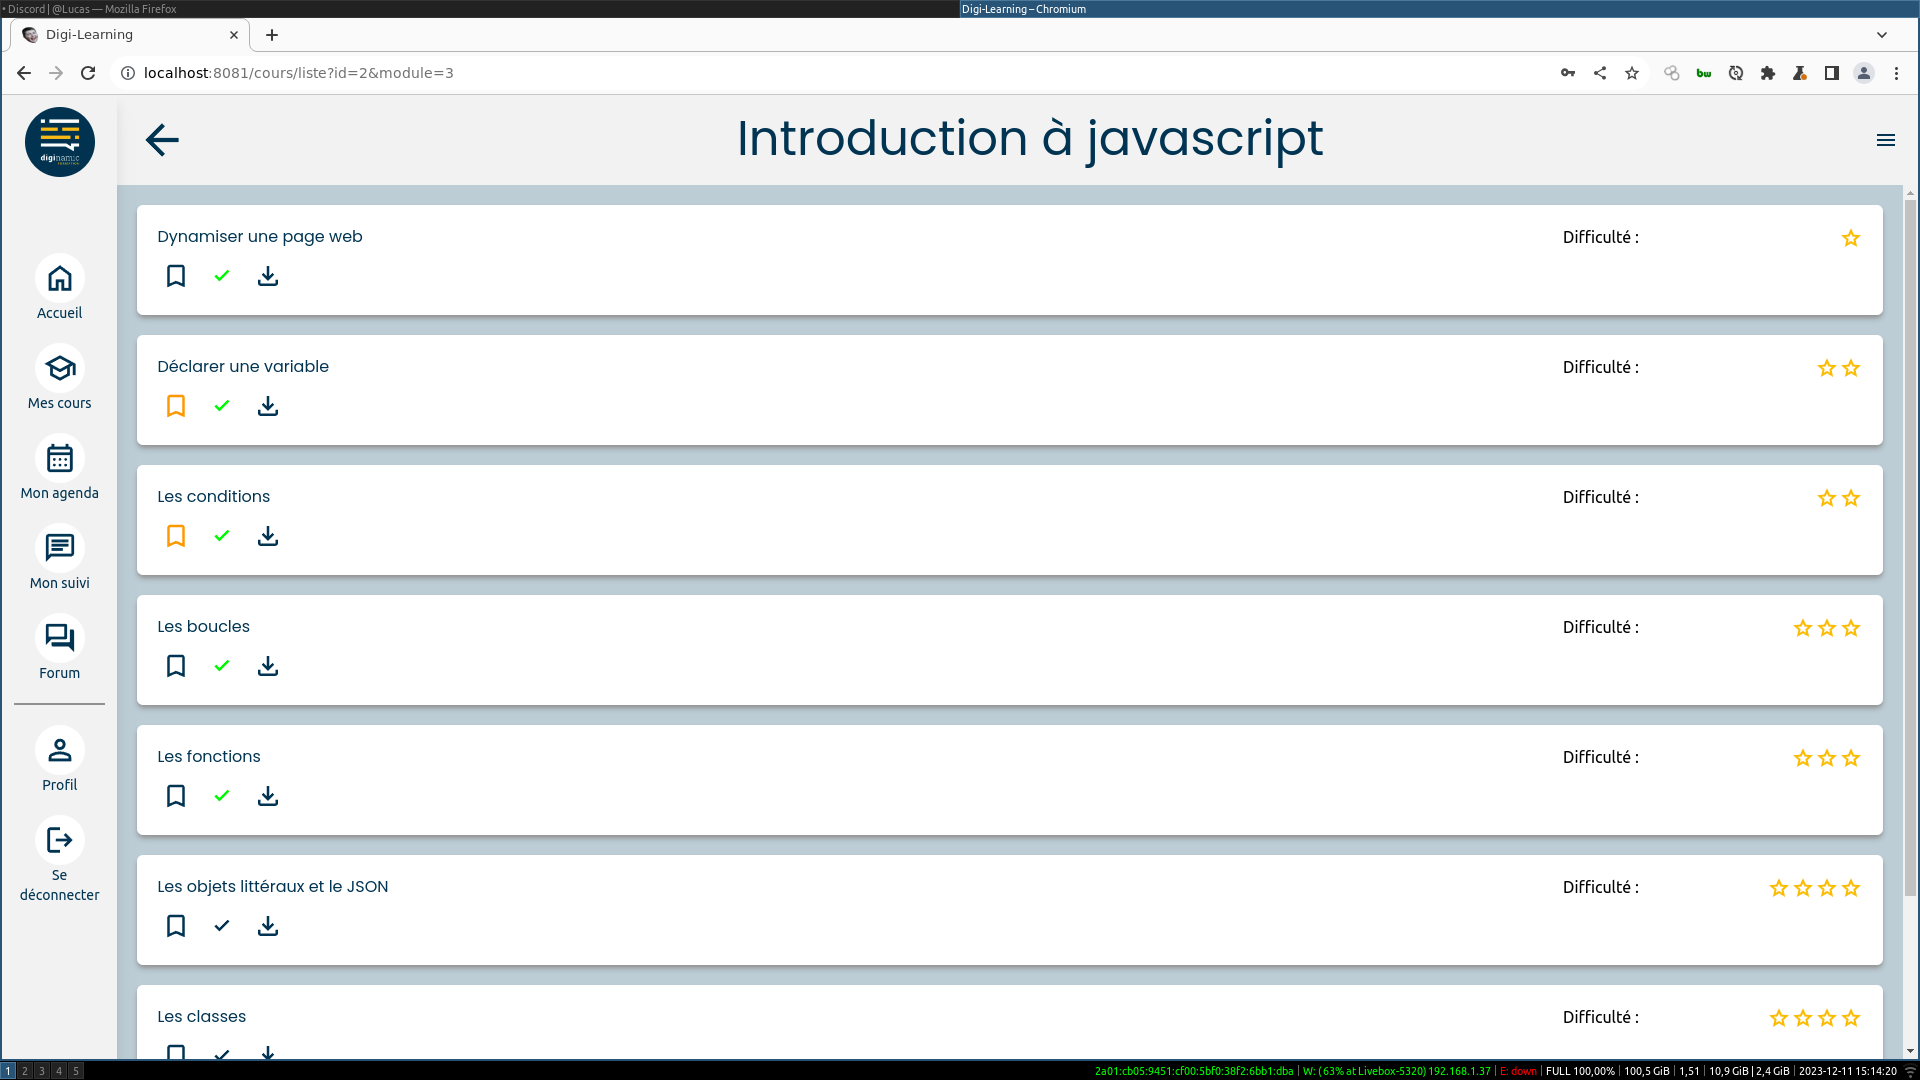 • Discord | @Lucas — Mozilla Firefox
Digi-Learning – Chromium
Digi-Learning
localhost:8081/cours/liste?id=2&module=3
bw
diginamic
Introduction à javascript
Accueil
Mes cours
Mon agenda
Mon suivi
Forum
Profil
Se
déconnecter
Dynamiser une page web
Difficulté :
Déclarer une variable
Difficulté :
Les conditions
Difficulté :
Les boucles
Difficulté :
Les fonctions
Difficulté :
Les objets littéraux et le JSON
Difficulté :
Les classes
Difficulté :
1 2 3 4 5
2a01:cb05:9451:cf00:5bf0:38f2:6bb1:dba | W: (63% at Livebox-5320) 192.168.1.37 | E: down | FULL 100,00% | 100,5 GiB | 1,51 | 10,9 GiB | 2,4 GiB | 2023-12-11 15:14:20